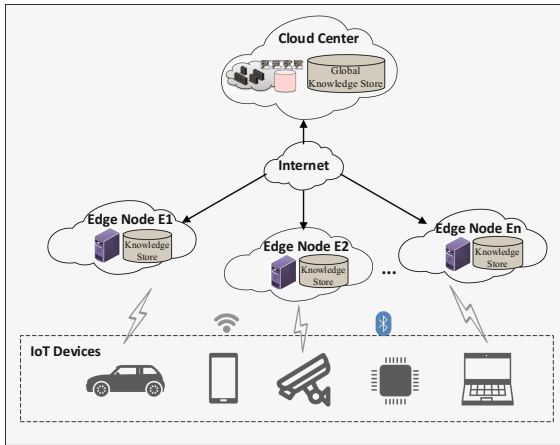 Cloud Center
Global
Knowledge Store
Internet
Edge Node E1
Knowledge
Store
Edge Node E2
Knowledge
Store
...
Edge Node En
Knowledge
Store
IoT Devices